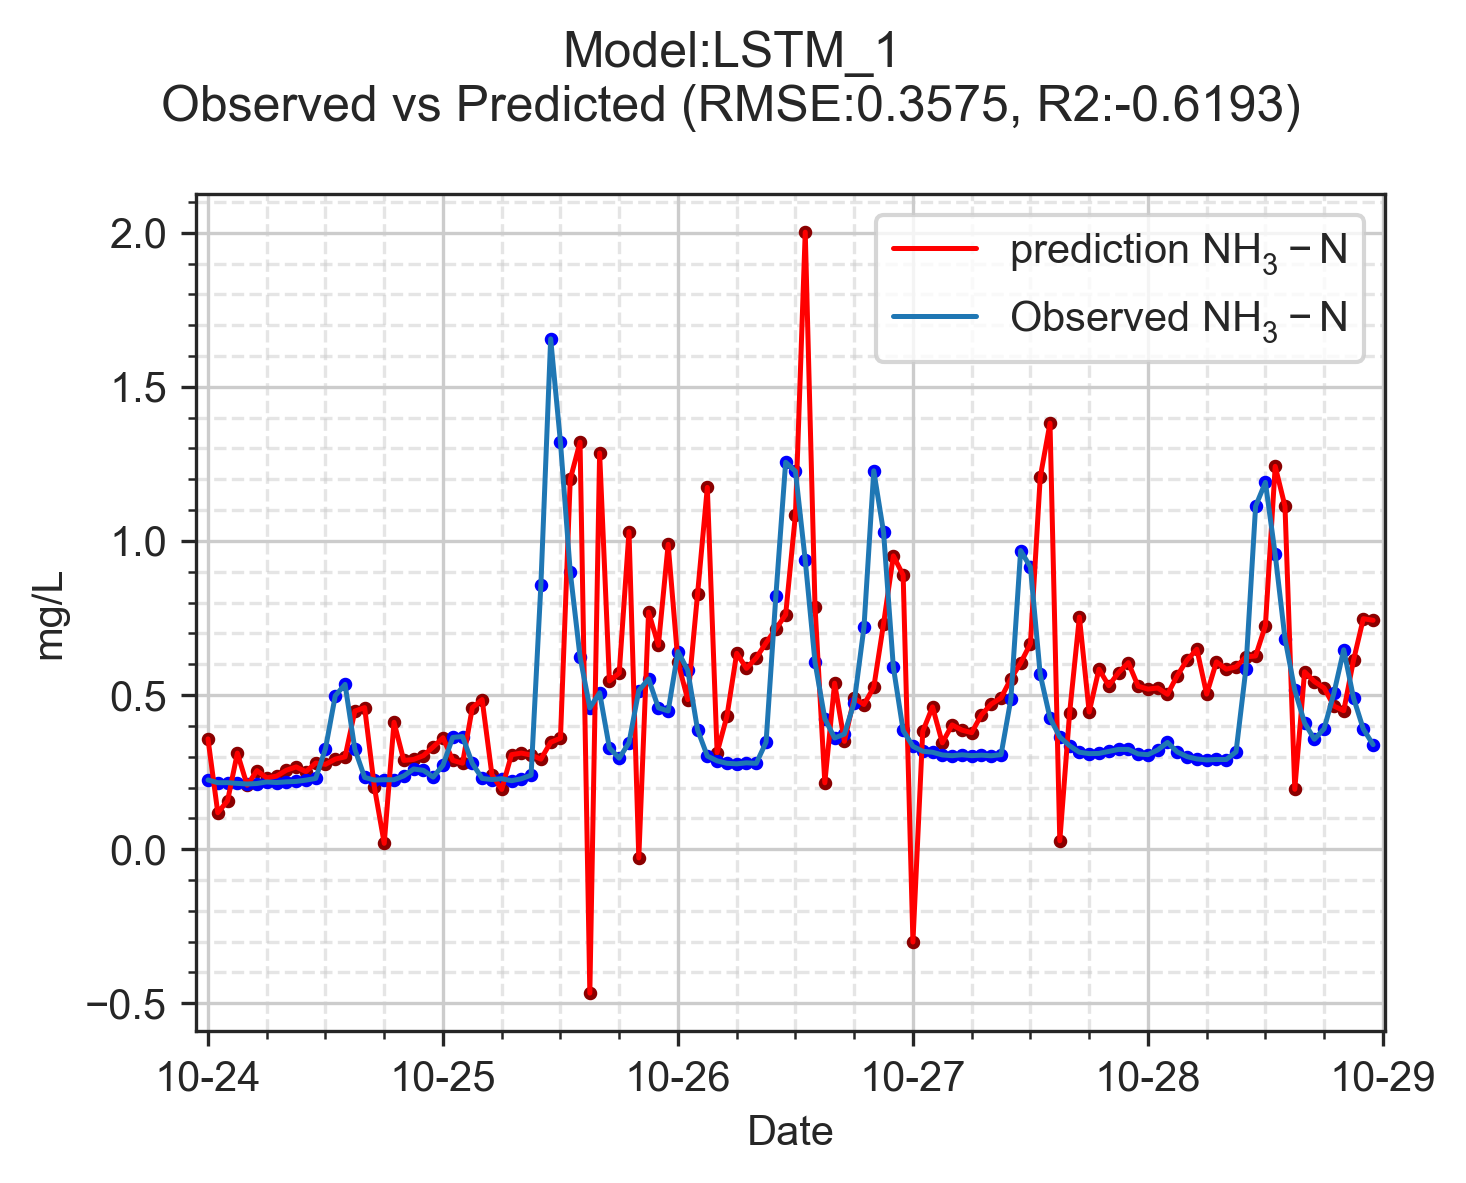 Model:LSTM_1
Observed vs Predicted (RMSE:0.3575, R2:-0.6193)
prediction NH₃ − N
Observed NH₃ − N
2.0
1.5
1.0
0.5
0.0
−0.5
mg/L
10-24 10-25 10-26 10-27 10-28 10-29
Date